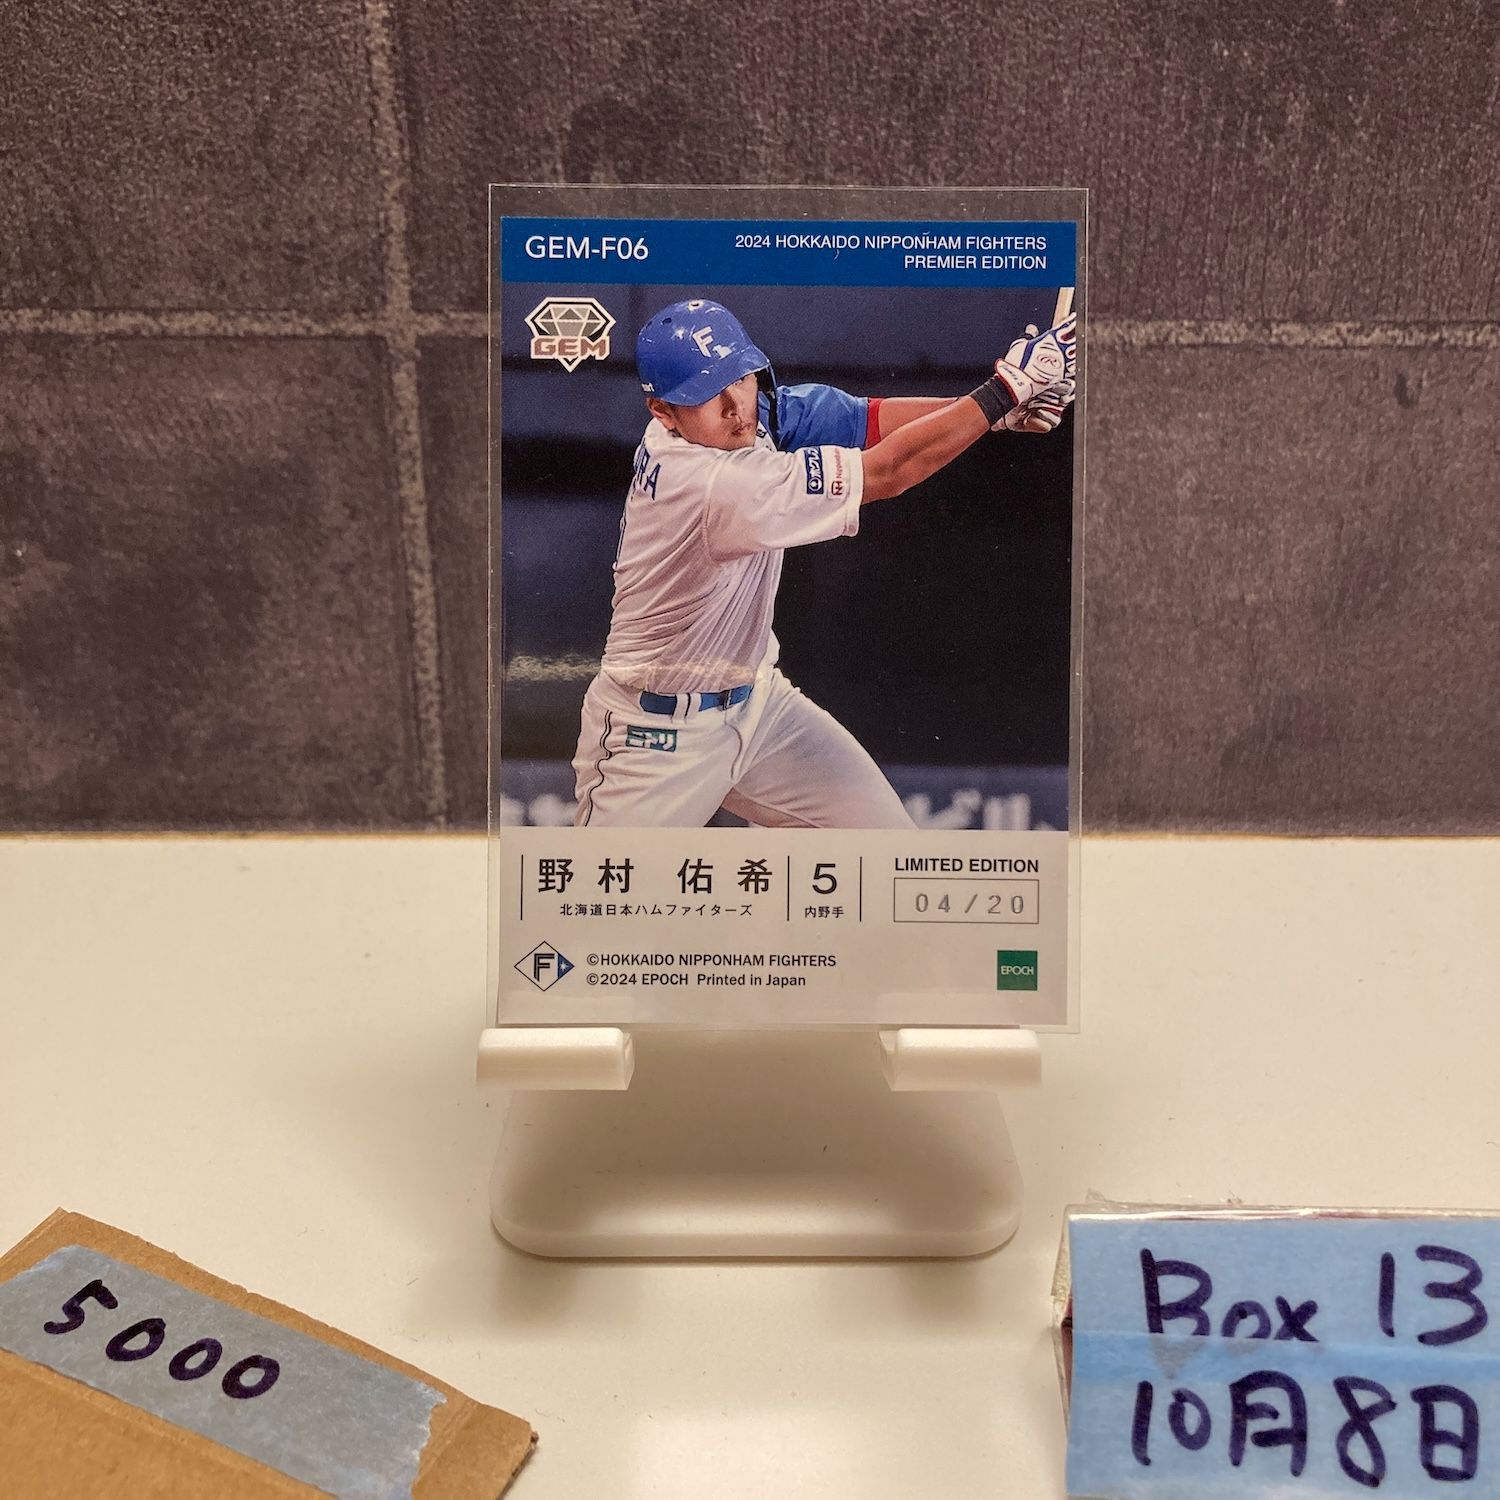 GEM-F06
2024 HOKKAIDO NIPPONHAM FIGHTERS
PREMIER EDITION
GEM
F
RA
ニトリ
野村 佑希
北海道日本ハムファイターズ
5
内野手
LIMITED EDITION
04/20
F
©HOKKAIDO NIPPONHAM FIGHTERS
©2024 EPOCH Printed in Japan
EPOCH
5000
Box 13
10月8日